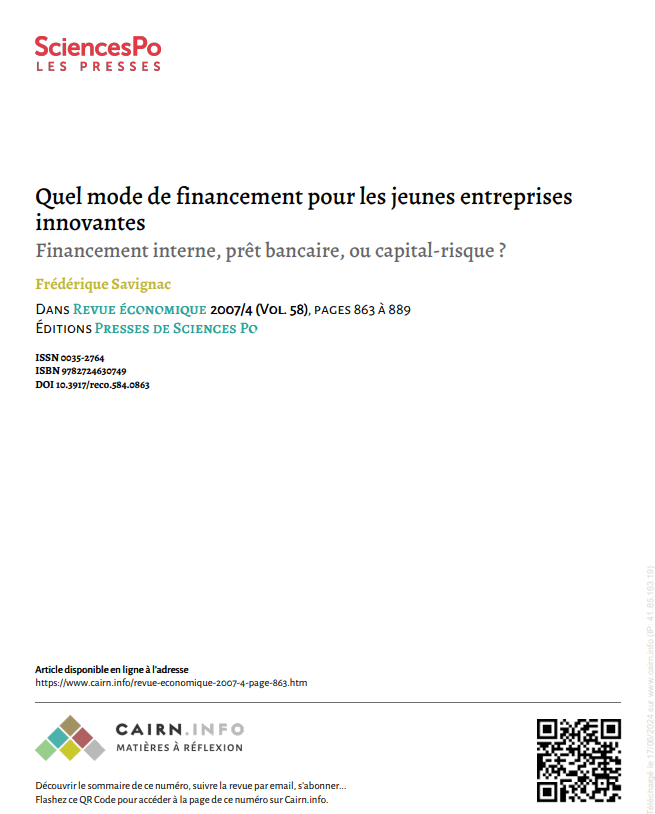 SciencesPo
LES PRESSES
Quel mode de financement pour les jeunes entreprises
innovantes
Financement interne, prêt bancaire, ou capital-risque ?
Frédérique Savignac
Dans Revue économique 2007/4 (Vol. 58), pages 863 à 889
Éditions Presses de Sciences Po
ISSN 0035-2764
ISBN 9782724630749
DOI 10.3917/reco.584.0863
Article disponible en ligne à l'adresse
https://www.cairn.info/revue-economique-2007-4-page-863.htm
CAIRN.INFO
MATIÈRES À RÉFLEXION
Découvrir le sommaire de ce numéro, suivre la revue par email, s'abonner...
Flashez ce QR Code pour accéder à la page de ce numéro sur Cairn.info.
Téléchargé le 17/06/2024 sur www.cairn.info (IP: 41.85.163.19)